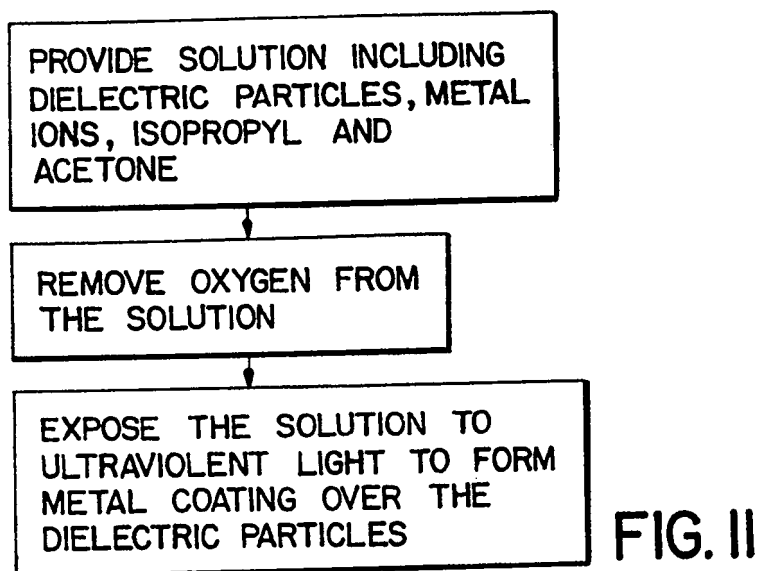 PROVIDE SOLUTION INCLUDING
DIELECTRIC PARTICLES, METAL
IONS, ISOPROPYL AND
ACETONE
REMOVE OXYGEN FROM
THE SOLUTION
EXPOSE THE SOLUTION TO
ULTRAVIOLENT LIGHT TO FORM
METAL COATING OVER THE
DIELECTRIC PARTICLES
FIG. 11